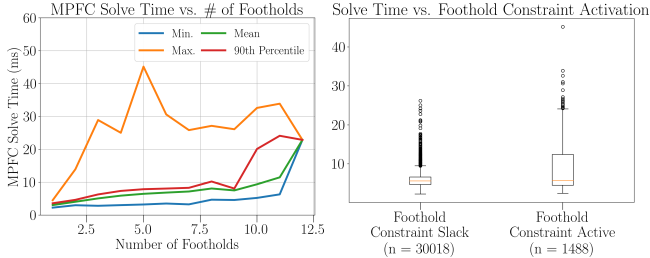 MPFC Solve Time vs. # of Footholds
60
50
40
30
20
10
0
MPFC Solve Time (ms)
Min.
Max.
Mean
90th Percentile
2.5
5.0
7.5
10.0
12.5
Number of Footholds
Solve Time vs. Foothold Constraint Activation
40
30
20
10
Foothold
Constraint Slack
(n = 30018)
Foothold
Constraint Active
(n = 1488)